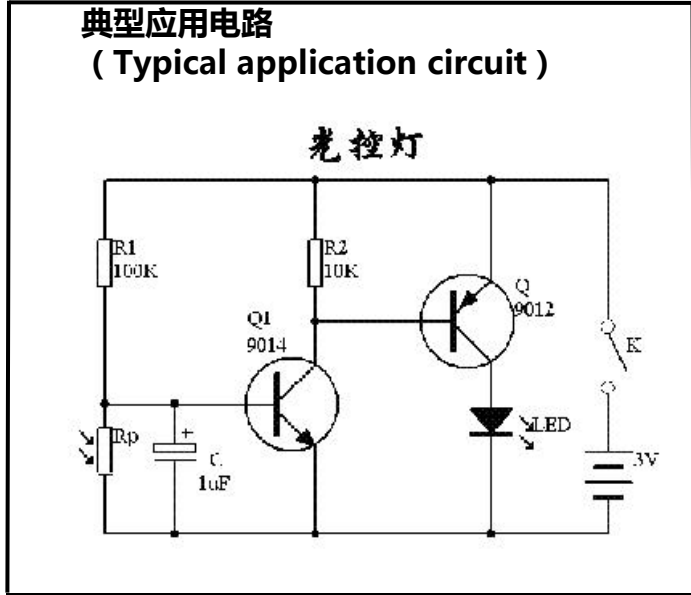 典型应用电路
（Typical application circuit）
光控灯
R1
100K
R2
10K
Q1
9014
Q
9012
K
Rp
+
C
1uF
LED
3V